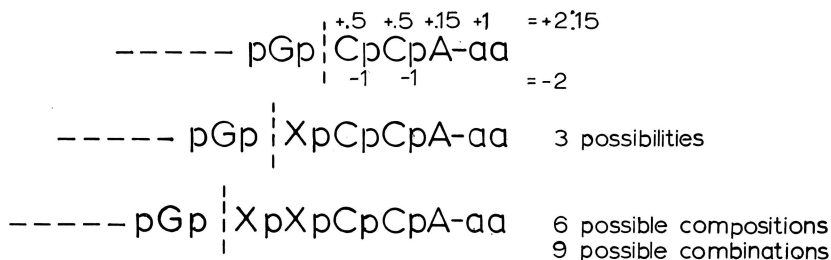 +.5 +.5 +.15 +1 =+2.15
----- pGp ¦ CpCpA-aa
-1 -1 =-2
----- pGp ¦ XpCpCpA-aa 3 possibilities
----- pGp ¦ XpXpCpCpA-aa 6 possible compositions
9 possible combinations